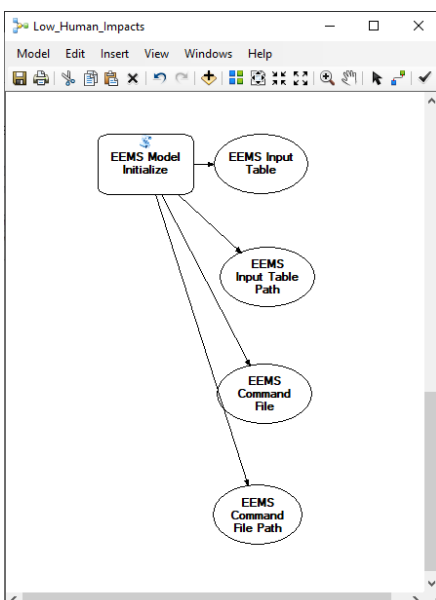 Low_Human_Impacts
Model Edit Insert View Windows Help
EEMS Model
Initialize
EEMS Input
Table
EEMS
Input Table
Path
EEMS
Command
File
EEMS
Command
File Path